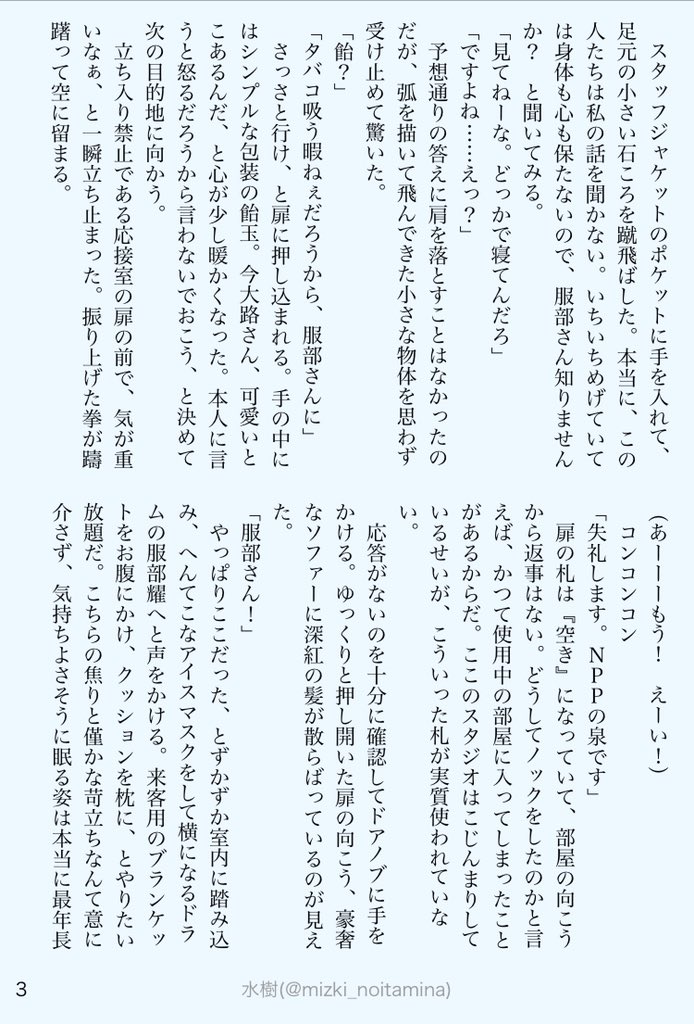 スタッフジャケットのポケットに手を入れて、
足元の小さい石ころを蹴飛ばした。本当に、この
人たちは私の話を聞かない。いちいちめげていて
は身体も心も保たないので、服部さん知りません
か？　と聞いてみる。
「見てねーな。どっかで寝てんだろ」
「ですよね……えっ？」
　予想通りの答えに肩を落とすことはなかったの
だが、弧を描いて飛んできた小さな物体を思わず
受け止めて驚いた。
「飴？」
「タバコ吸う暇ねぇだろうから、服部さんに」
　さっさと行け、と扉に押し込まれる。手の中に
はシンプルな包装の飴玉。今大路さん、可愛いと
こあるんだ、と心が少し暖かくなった。本人に言
うと怒るだろうから言わないでおこう、と決めて
次の目的地に向かう。
　立ち入り禁止である応接室の扉の前で、気が重
いなぁ、と一瞬立ち止まった。振り上げた拳が躊
躇って空に留まる。
（あーーーもう！　えーい！）
　コンコンコン
「失礼します。ＮＰＰの泉です」
　扉の札は『空き』になっていて、部屋の向こう
から返事はない。どうしてノックをしたのかと言
えば、かつて使用中の部屋に入ってしまったこと
があるからだ。ここのスタジオはこじんまりして
いるせいが、こういった札が実質使われていな
い。
　応答がないのを十分に確認してドアノブに手を
かける。ゆっくりと押し開いた扉の向こう、豪奢
なソファーに深紅の髪が散らばっているのが見え
た。
「服部さん！」
　やっぱりここだった、とずかずか室内に踏み込
み、へんてこなアイスマスクをして横になるドラ
ムの服部耀へと声をかける。来客用のブランケッ
トをお腹にかけ、クッションを枕に、とやりたい
放題だ。こちらの焦りと僅かな苛立ちなんて意に
介さず、気持ちよさそうに眠る姿は本当に最年長
水樹(@mizki_noitamina)
3